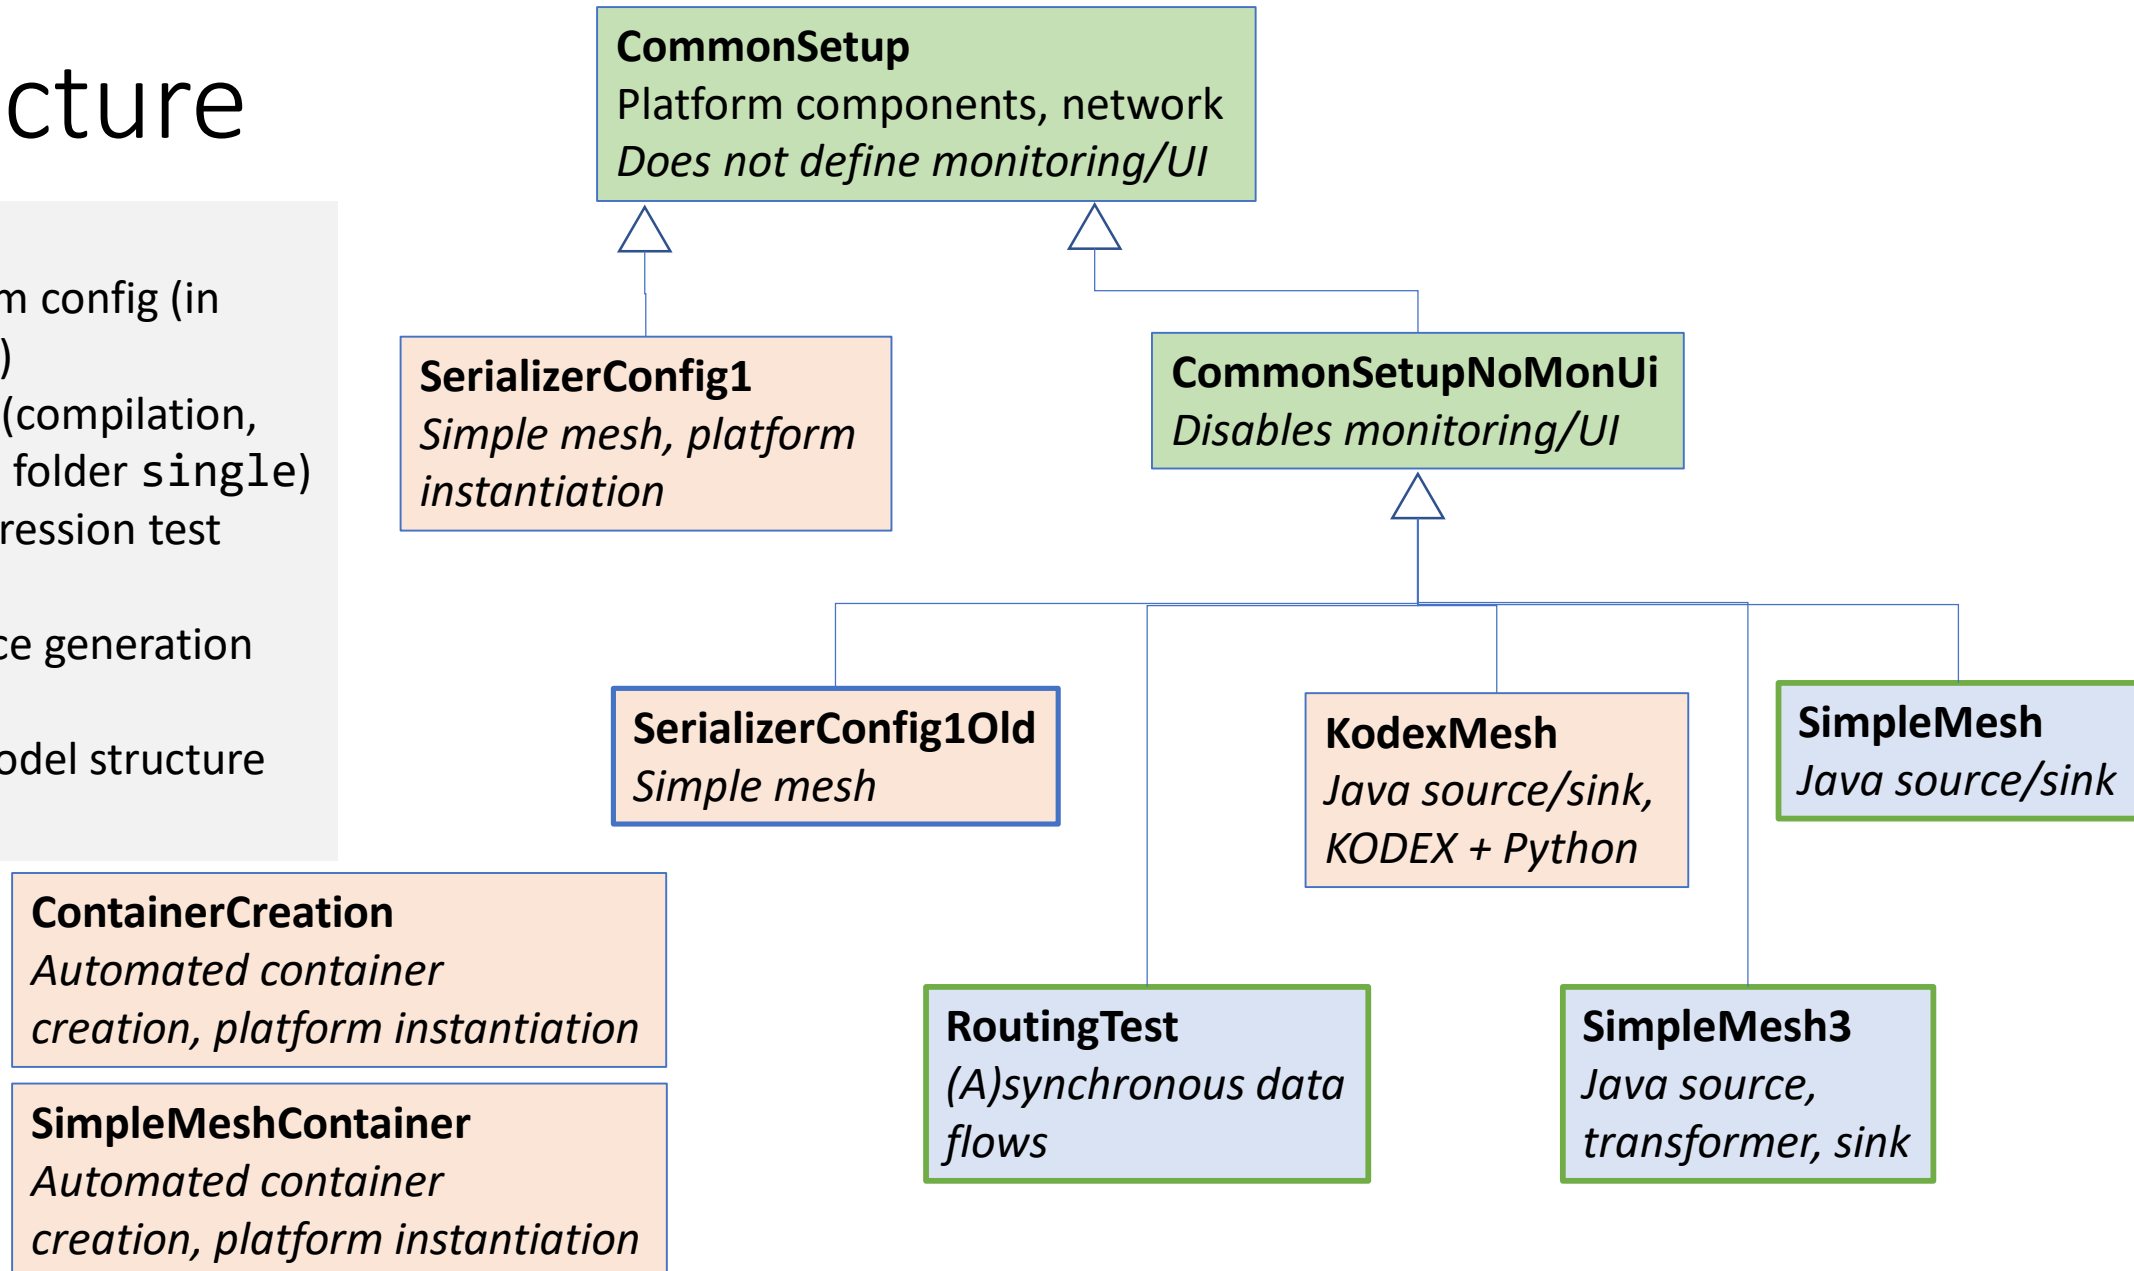 cture
m config (in
)
(compilation,
folder single)
ression test
ce generation
odel structure
CommonSetup
Platform components, network
Does not define monitoring/UI
SerializerConfig1
Simple mesh, platform
instantiation
CommonSetupNoMonUi
Disables monitoring/UI
SerializerConfig1Old
Simple mesh
KodexMesh
Java source/sink,
KODEX + Python
SimpleMesh
Java source/sink
ContainerCreation
Automated container
creation, platform instantiation
SimpleMeshContainer
Automated container
creation, platform instantiation
RoutingTest
(A)synchronous data
flows
SimpleMesh3
Java source,
transformer, sink